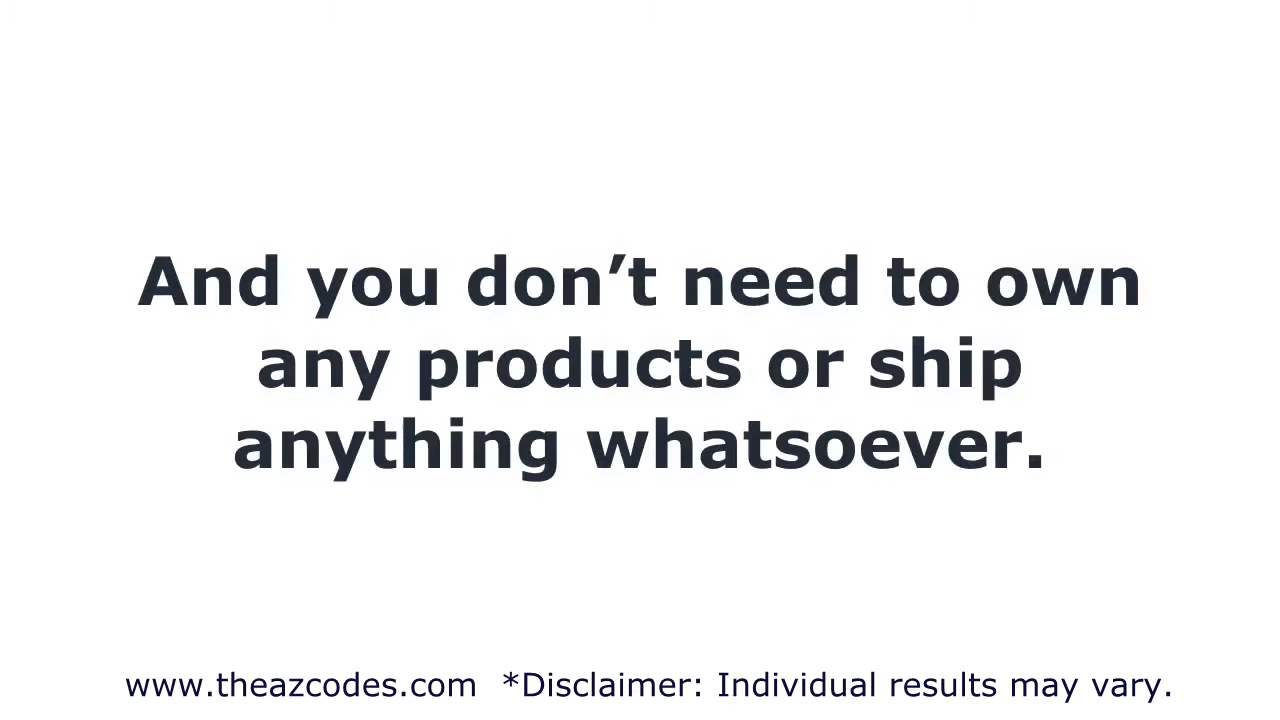 And you don’t need to own
any products or ship
anything whatsoever.
www.theazcodes.com *Disclaimer: Individual results may vary.